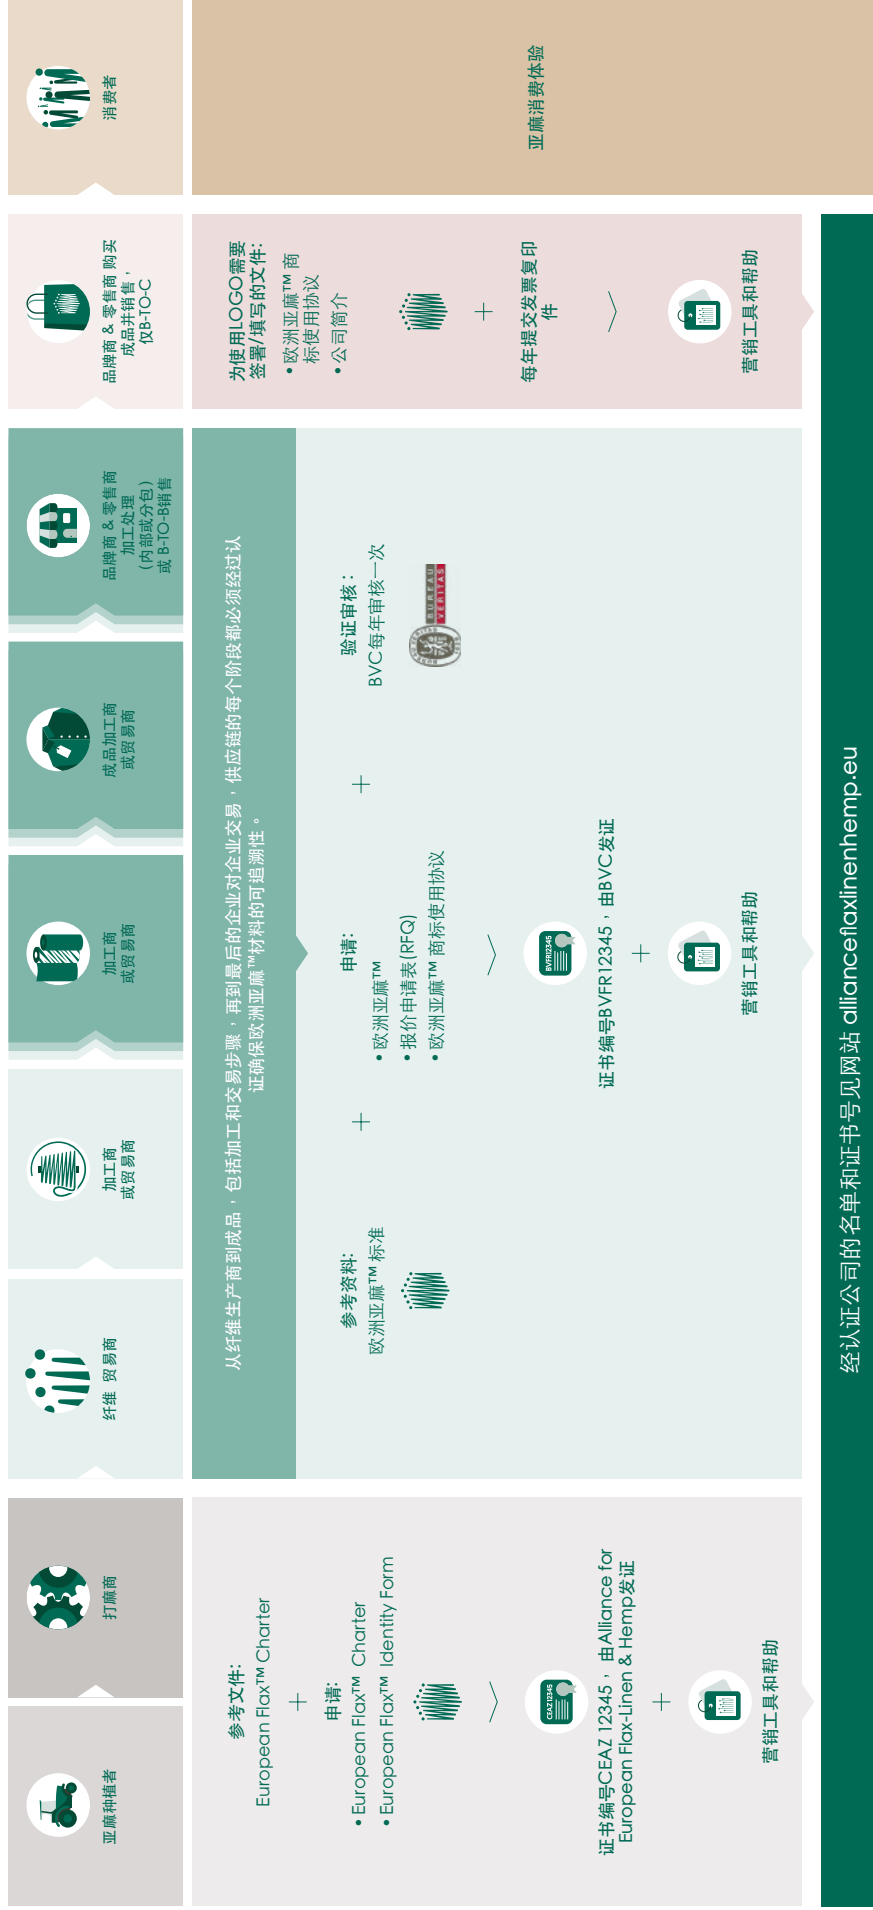 亚麻种植者
打麻商
纤维 贸易商
加工商
或贸易商
加工商
或贸易商
成品加工商
或贸易商
品牌商 & 零售商
加工处理
(内部或分包)
或 B-TO-B销售
品牌商 & 零售商 购买
成品并销售，
仅B-TO-C
消费者
参考文件:
European Flax™ Charter
+
申请:
• European Flax™ Charter
• European Flax™ Identity Form
CEAZ 12345
证书编号CEAZ 12345， 由Alliance for
European Flax-Linen & Hemp发证
+
营销工具和帮助
从纤维生产商到成品，包括加工和交易步骤，再到最后的企业对企业交易，供应链的每个阶段都必须经过认
证确保欧洲亚麻™材料的可追溯性。
参考资料:
欧洲亚麻™ 标准
+
申请:
• 欧洲亚麻™
• 报价申请表(RFQ)
• 欧洲亚麻™ 商标使用协议
+
验证审核：
BVC每年审核一次
BUREAU
VERITAS
BVFR12345
证书编号BVFR12345，由BVC发证
+
营销工具和帮助
为使用LOGO需要
签署/填写的文件:
• 欧洲亚麻™ 商
标使用协议
• 公司简介
+
每年提交发票复印
件
营销工具和帮助
亚麻消费体验
经认证公司的名单和证书号见网站 allianceflaxlinenhemp.eu